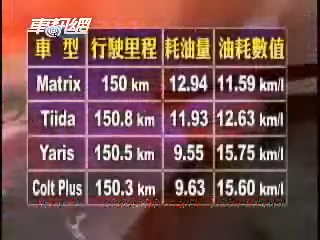 車訊網
車型 行駛里程 耗油量 油耗數值
Matrix 150 km 12.94 11.59 km/l
Tiida 150.8 km 11.93 12.63 km/l
Yaris 150.5 km 9.55 15.75 km/l
Colt Plus 150.3 km 9.63 15.60 km/l